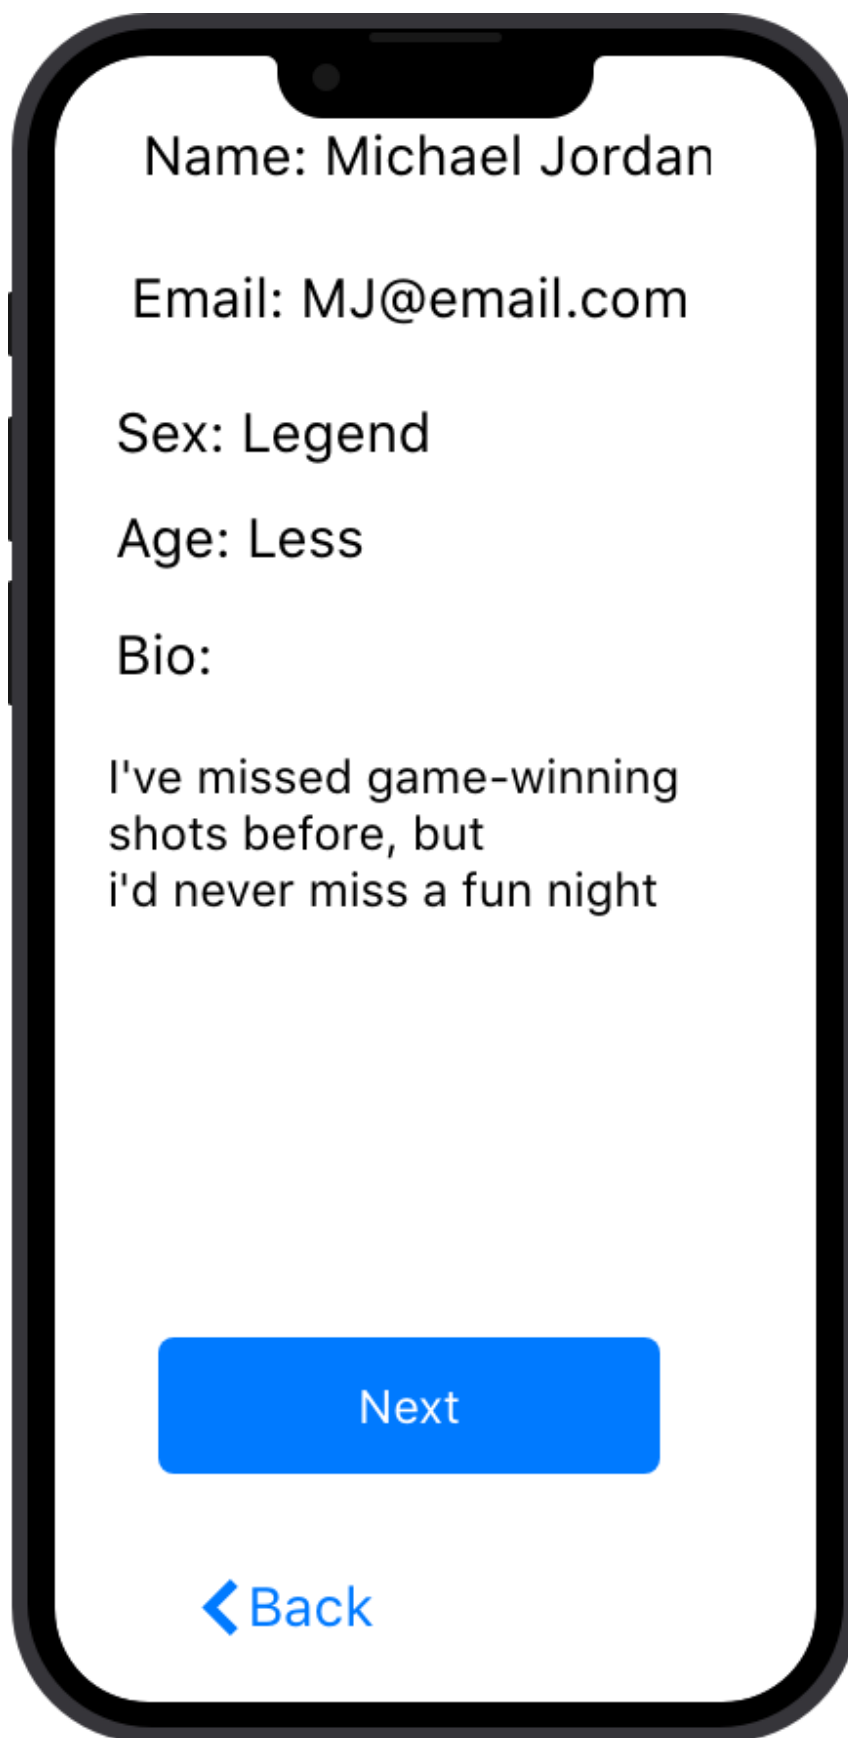 Name: Michael Jordan
Email: MJ@email.com
Sex: Legend
Age: Less
Bio:
I've missed game-winning
shots before, but
i'd never miss a fun night
Next
Back